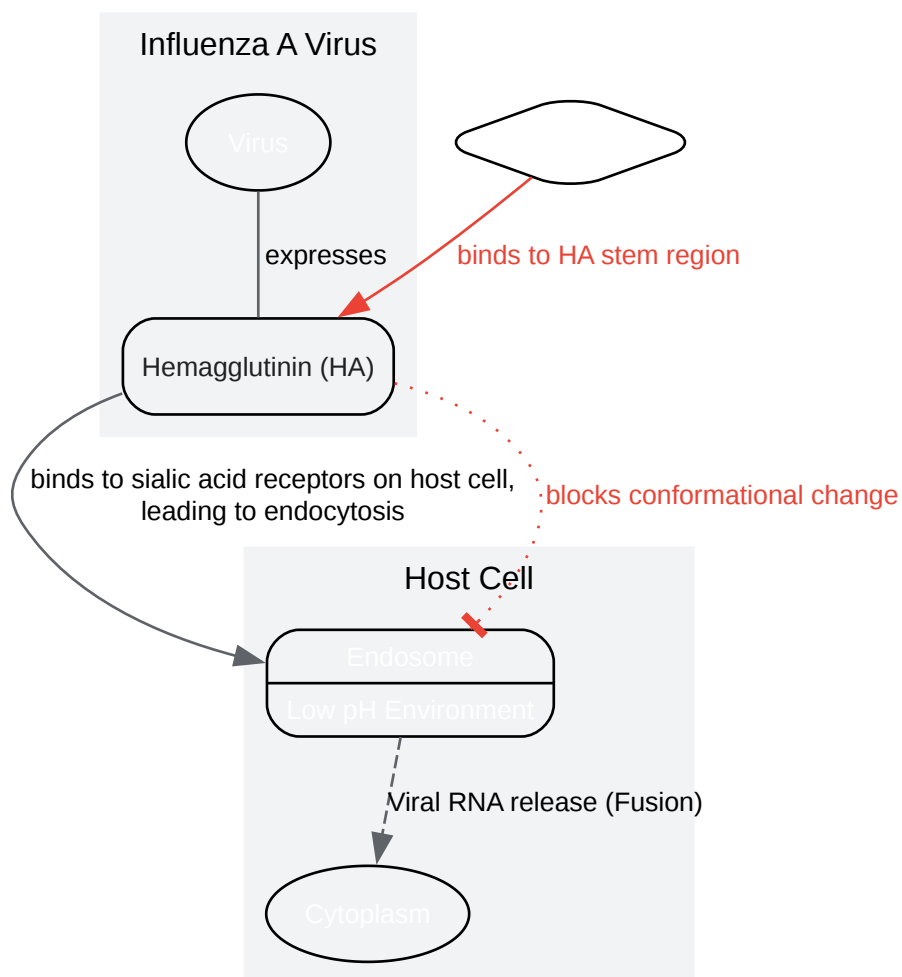 Influenza A Virus
Virus
expresses
binds to HA stem region
Hemagglutinin (HA)
binds to sialic acid receptors on host cell,
leading to endocytosis
blocks conformational change
Host Cell
Endosome
Low pH Environment
Viral RNA release (Fusion)
Cytoplasm